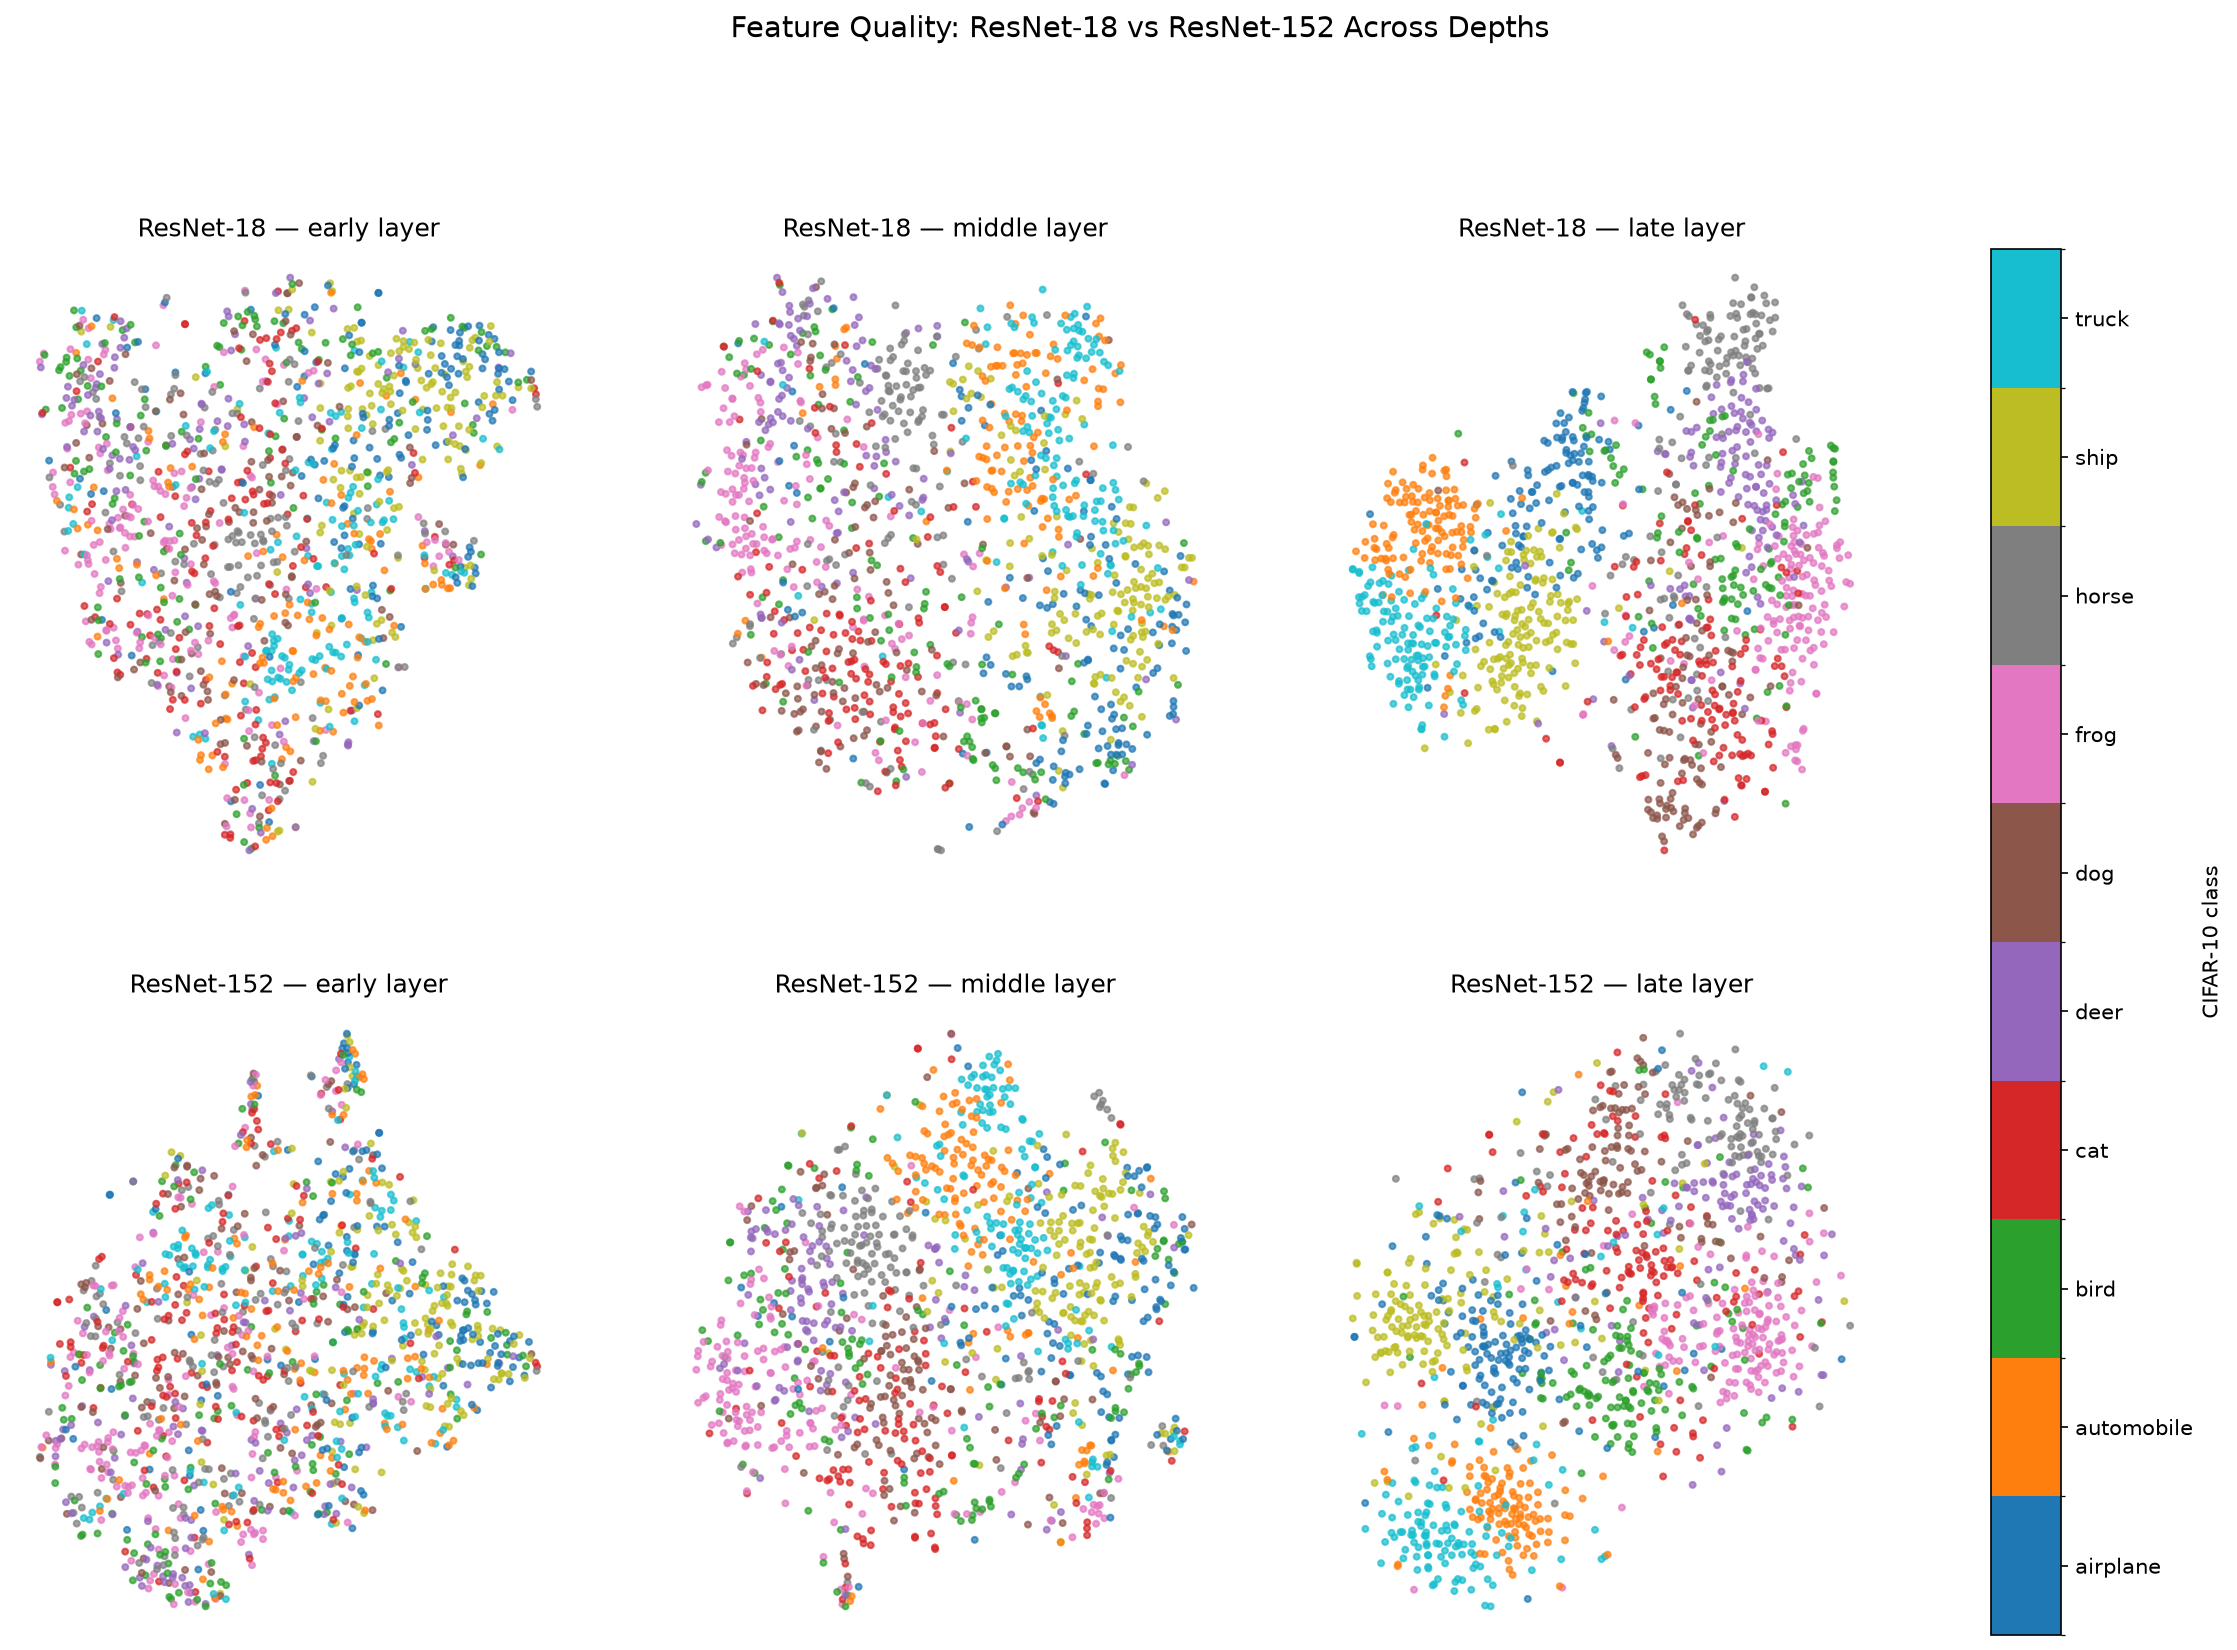 Feature Quality: ResNet-18 vs ResNet-152 Across Depths
ResNet-18 — early layer
ResNet-18 — middle layer
ResNet-18 — late layer
ResNet-152 — early layer
ResNet-152 — middle layer
ResNet-152 — late layer
truck
ship
horse
frog
dog
deer
cat
bird
automobile
airplane
CIFAR-10 class